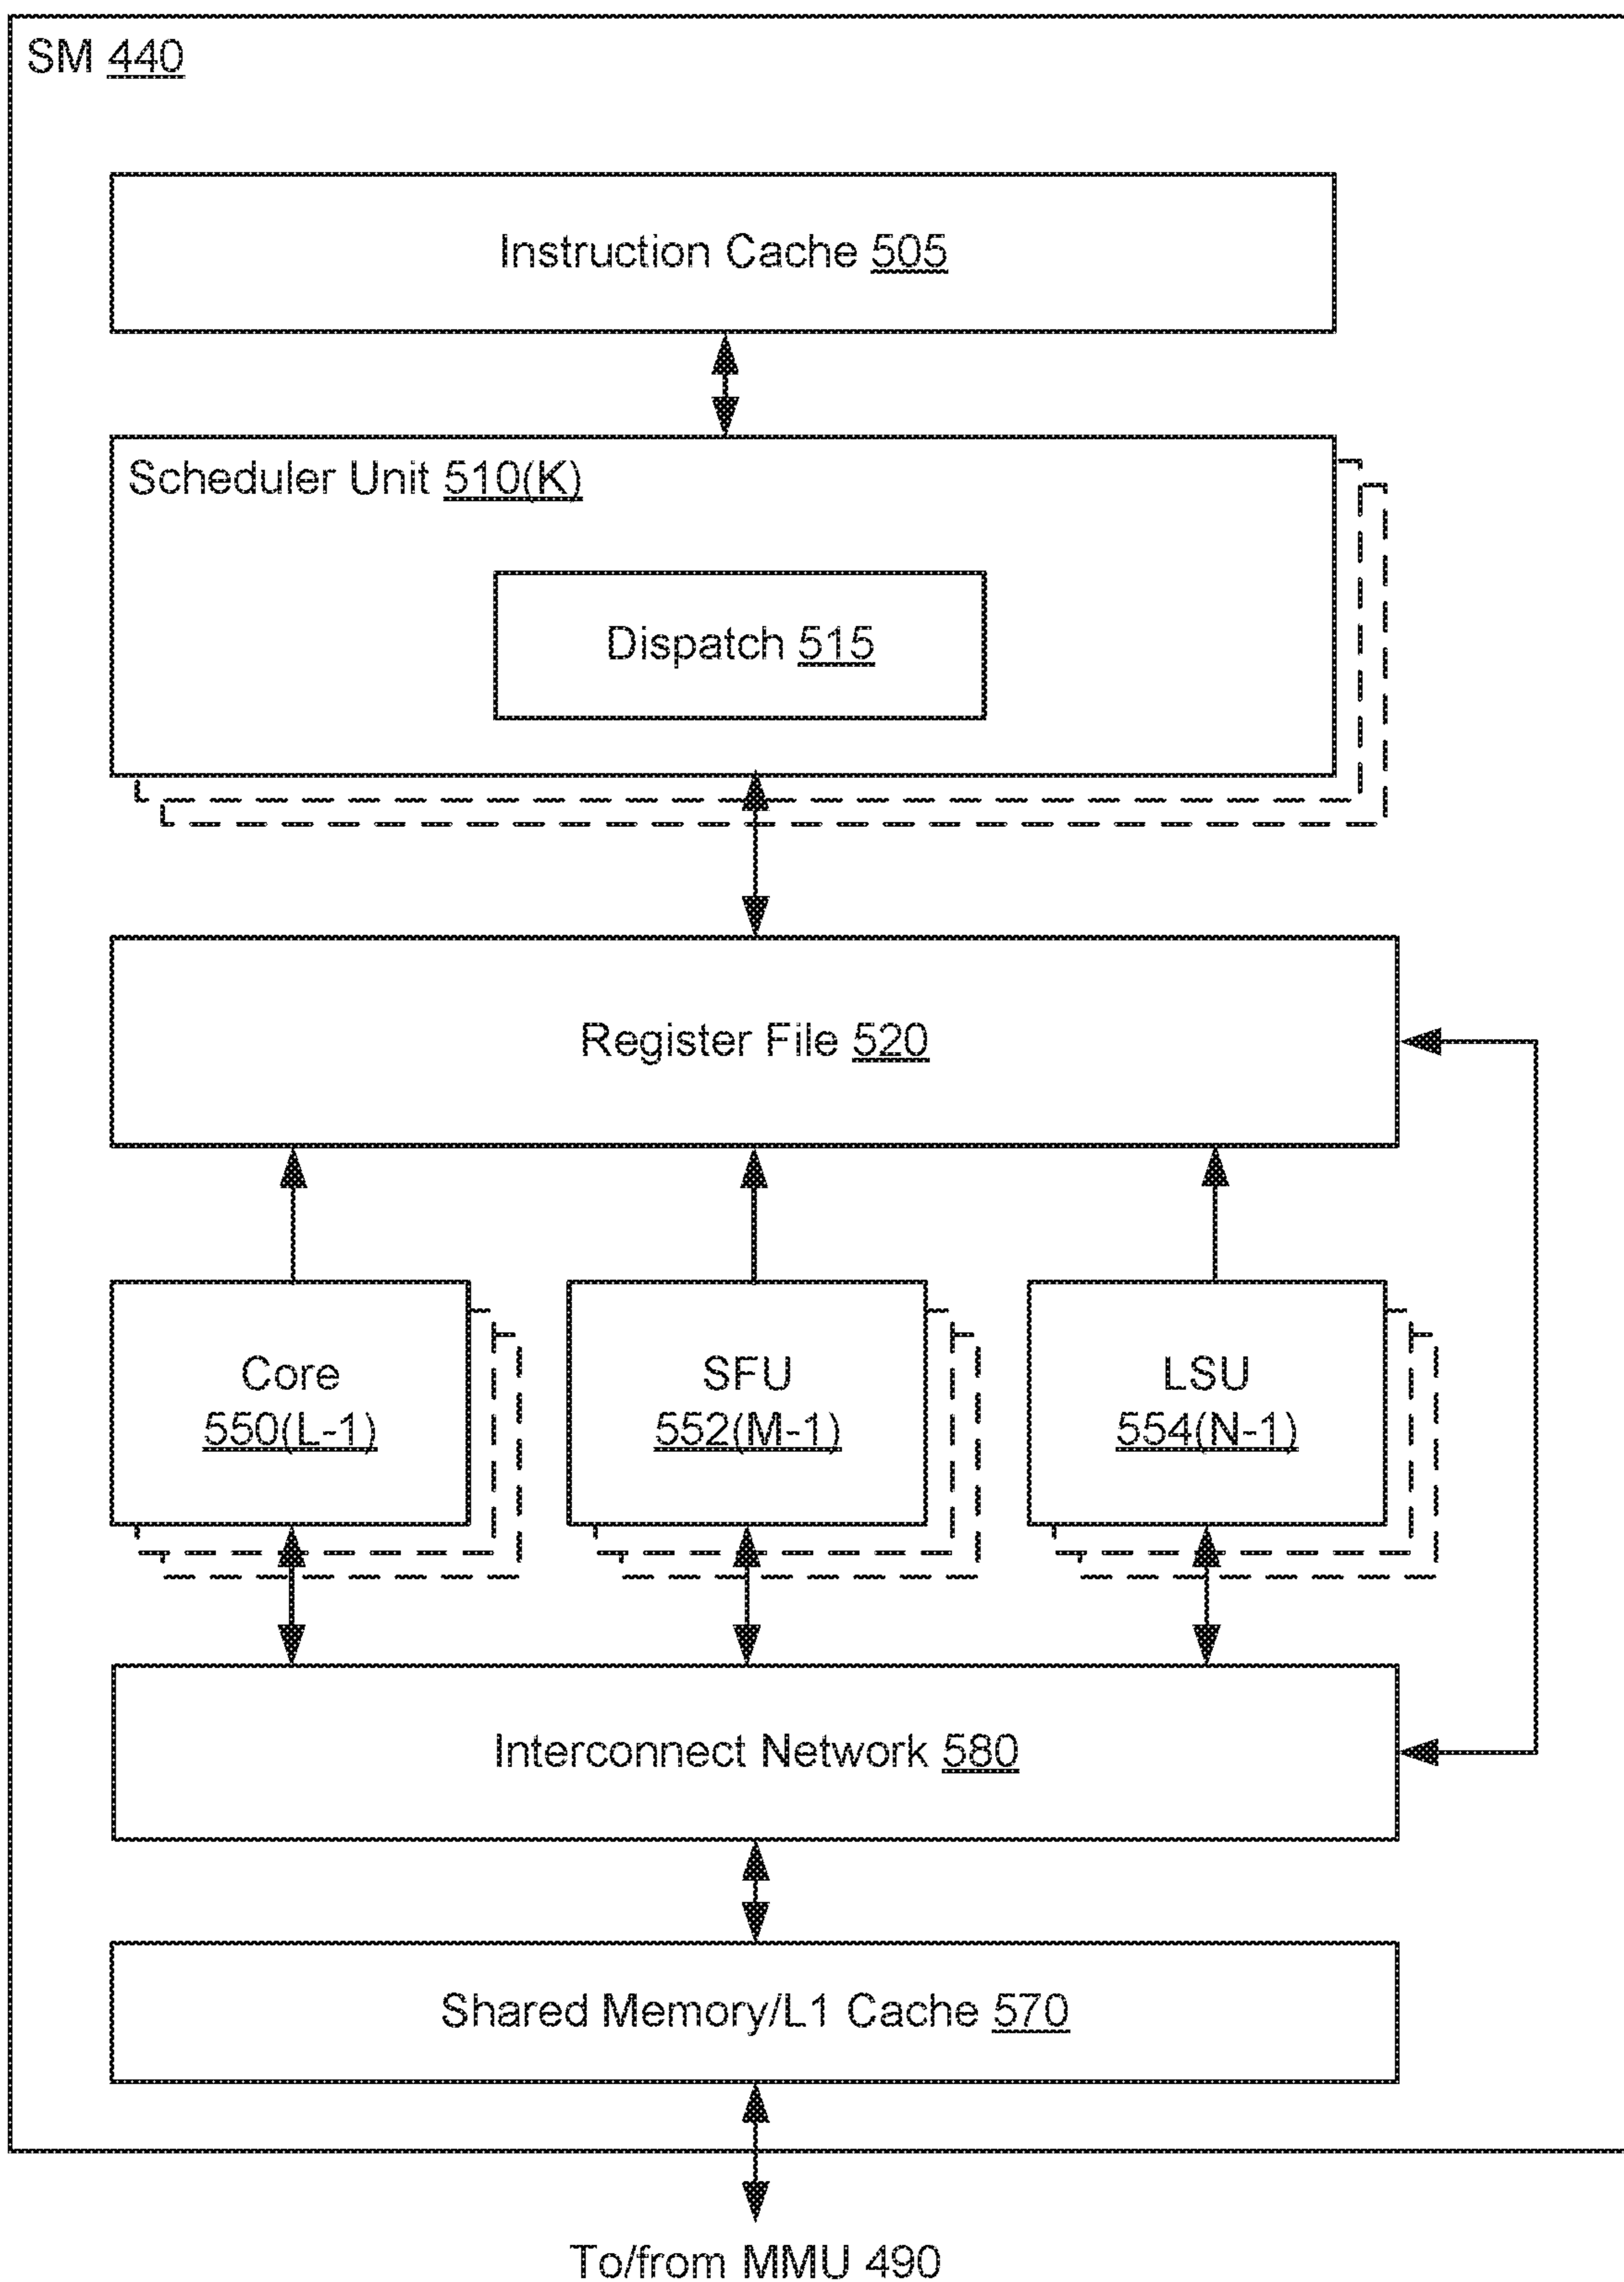 SM 440
Instruction Cache 505
Scheduler Unit 510(K)
Dispatch 515
Register File 520
Core
550(L-1)
SFU
552(M-1)
LSU
554(N-1)
Interconnect Network 580
Shared Memory/L1 Cache 570
To/from MMU 490